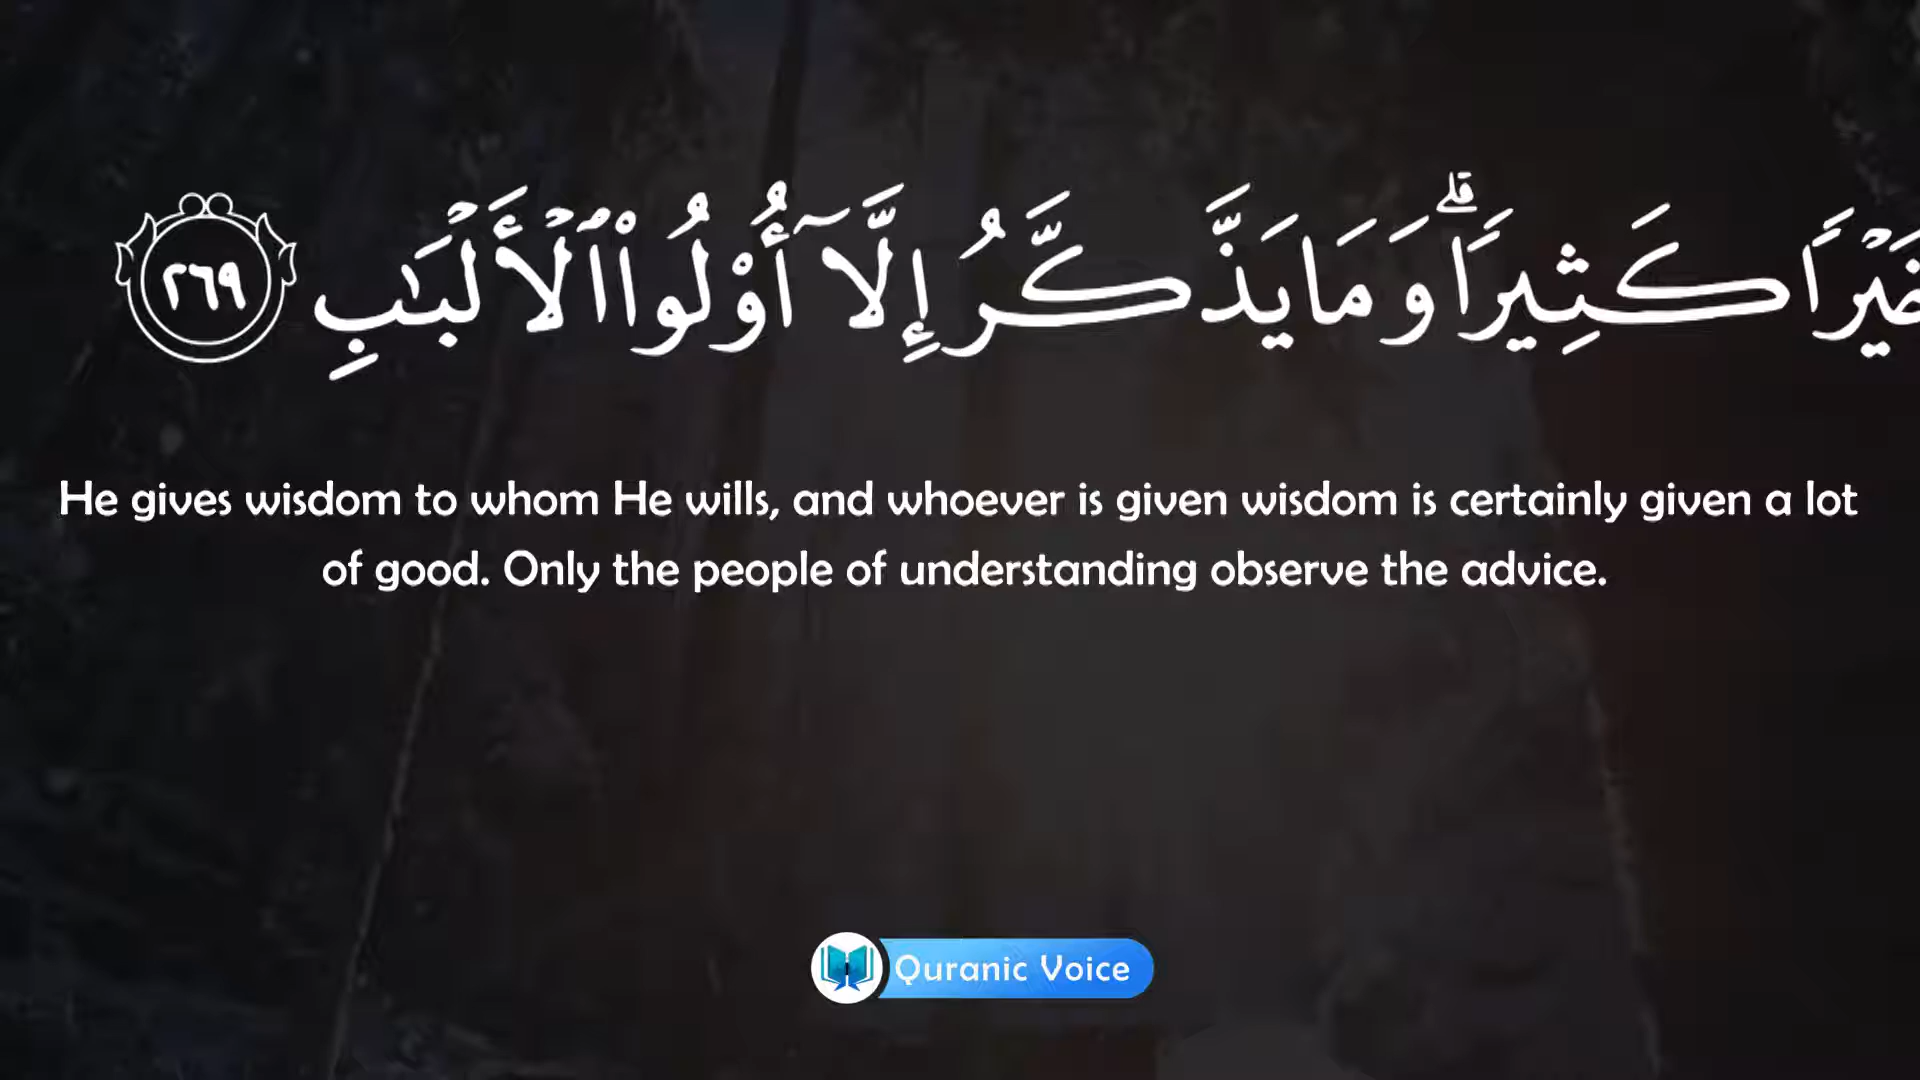 خَيْرًا كَثِيرًاۗ وَمَا يَذَّكَّرُ إِلَّآ أُوْلُواْ ٱلْأَلْبَٰبِ ٢٦٩
He gives wisdom to whom He wills, and whoever is given wisdom is certainly given a lot
of good. Only the people of understanding observe the advice.
Quranic Voice